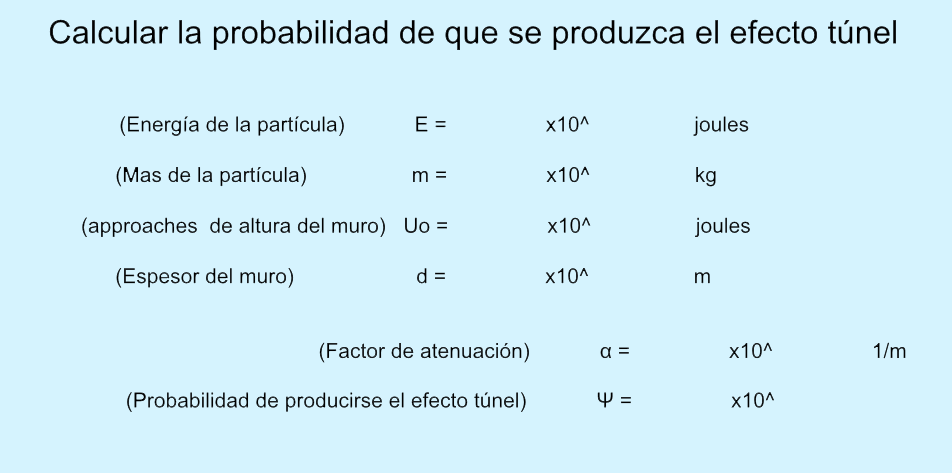 Calcular la probabilidad de que se produzca el efecto túnel
(Energía de la partícula) E = x10^ joules
(Mas de la partícula) m = x10^ kg
(approaches de altura del muro) Uo = x10^ joules
(Espesor del muro) d = x10^ m
(Factor de atenuación) α = x10^ 1/m
(Probabilidad de producirse el efecto túnel) Ψ = x10^